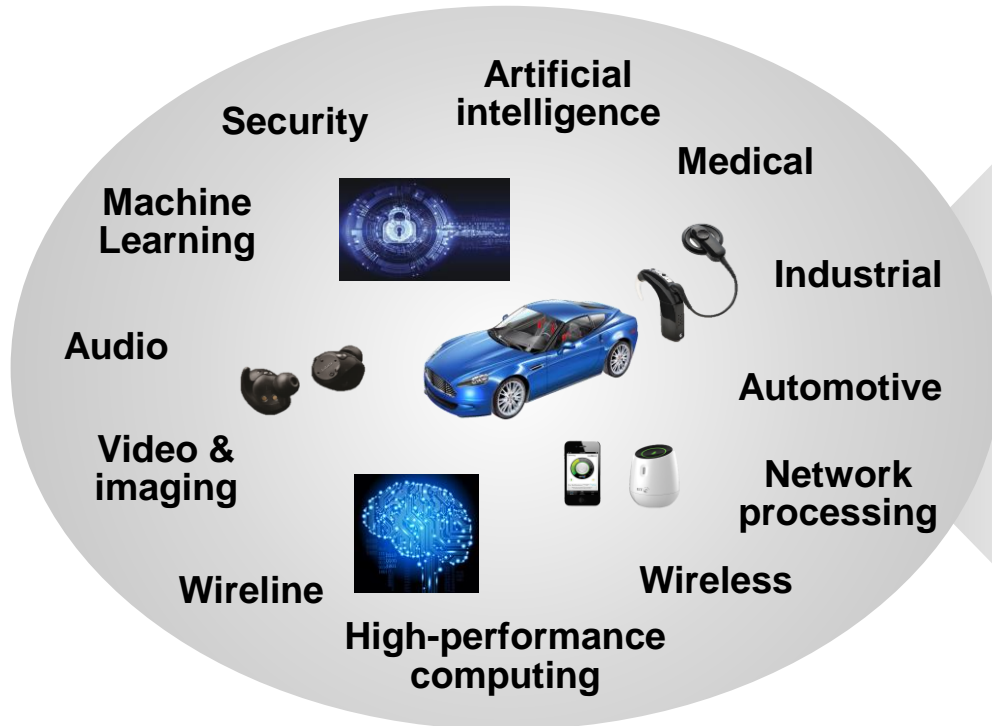 Artificial
intelligence
Security
Medical
Machine
Learning
Industrial
Audio
Automotive
Video &
imaging
Network
processing
Wireless
Wireline
High-performance
computing